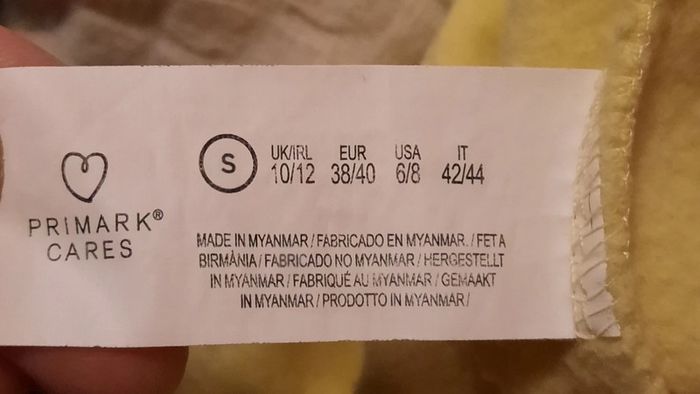 PRIMARK®
CARES
S
UK/IRL EUR USA IT
10/12 38/40 6/8 42/44
MADE IN MYANMAR / FABRICADO EN MYANMAR. / FET A
BIRMÀNIA / FABRICADO NO MYANMAR / HERGESTELLT
IN MYANMAR / FABRIQUÉ AU MYANMAR / GEMAAKT
IN MYANMAR / PRODOTTO IN MYANMAR /